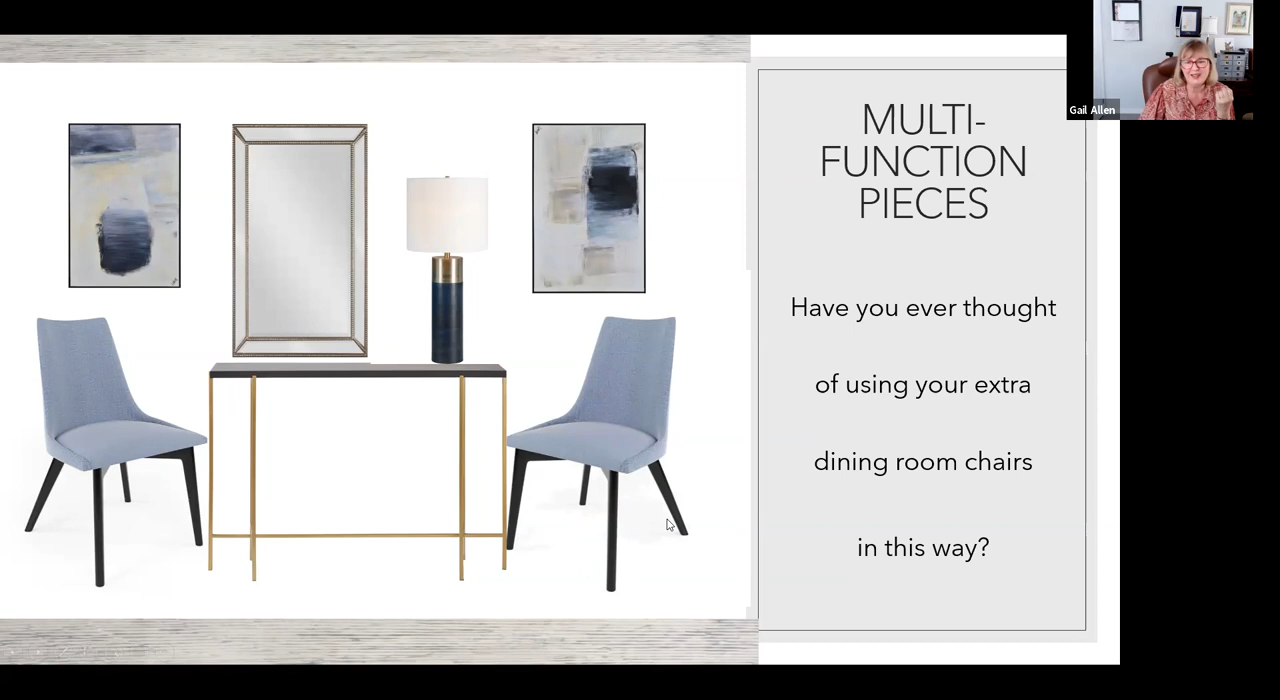 Gail Allen
MULTI-
FUNCTION
PIECES
Have you ever thought
of using your extra
dining room chairs
in this way?